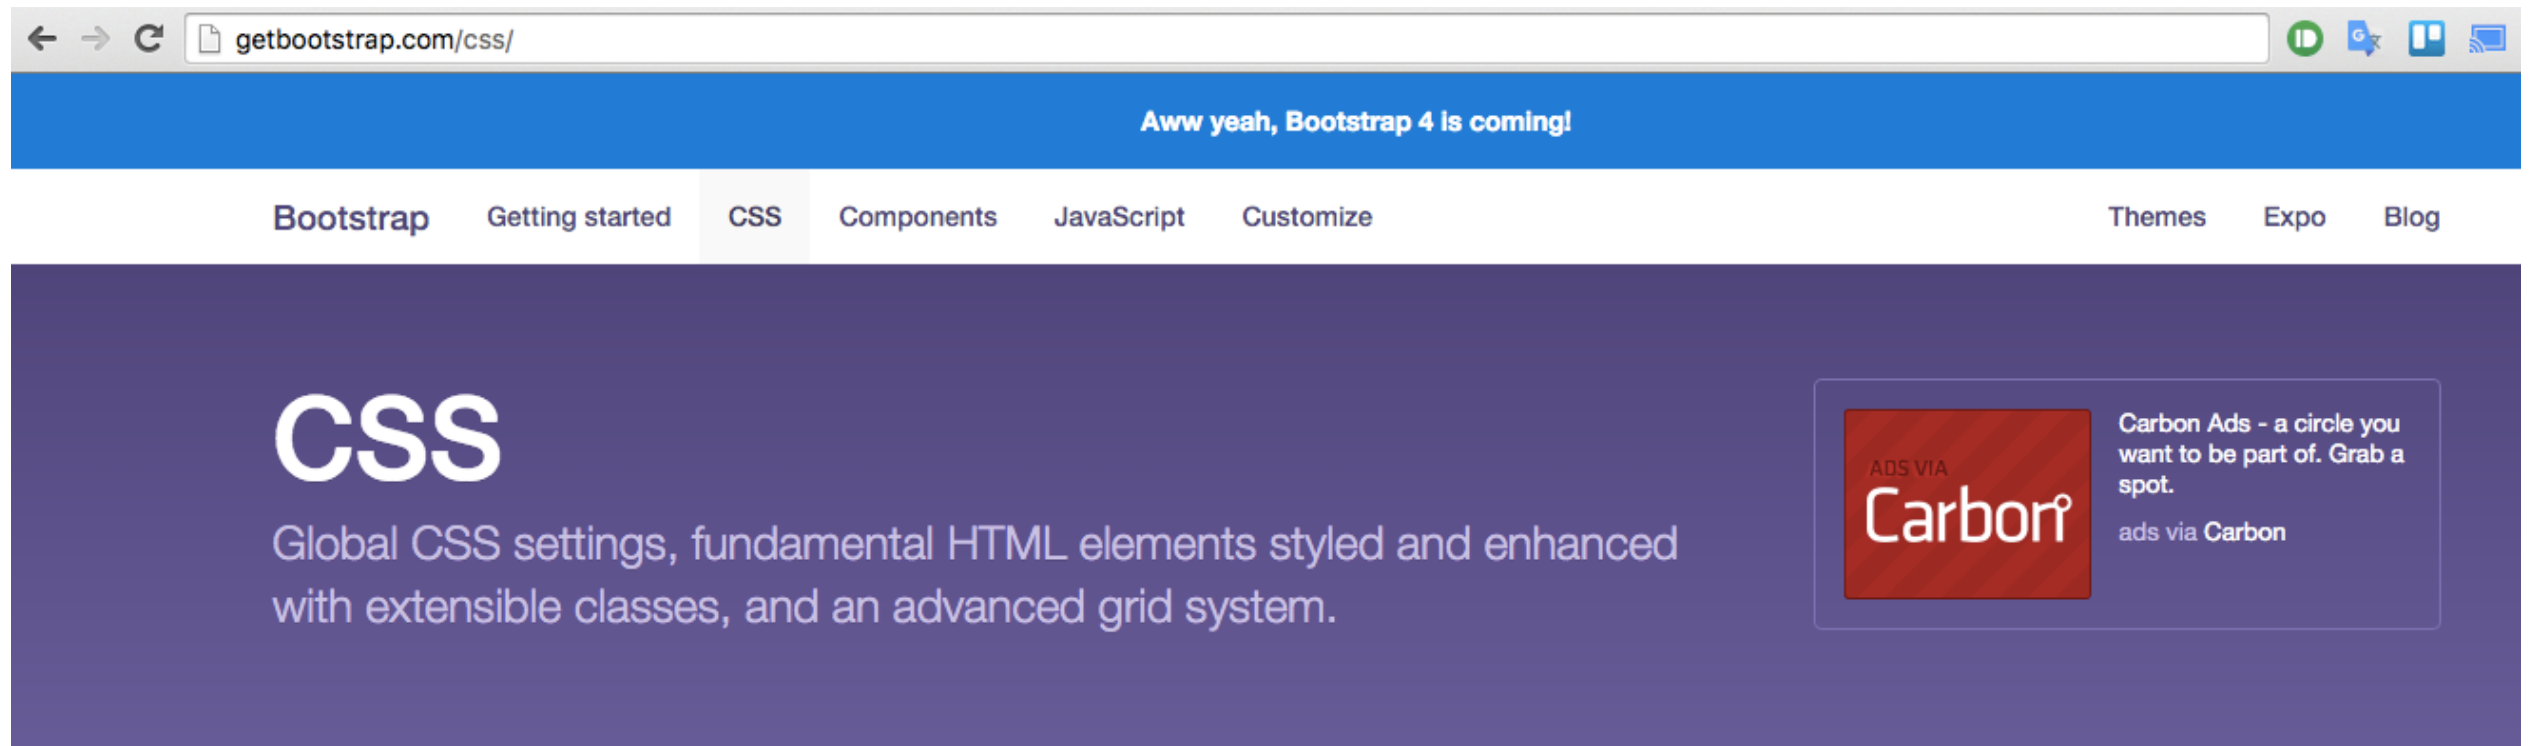 getbootstrap.com/css/
Aww yeah, Bootstrap 4 is coming!
Bootstrap Getting started CSS Components JavaScript Customize Themes Expo Blog
CSS
Global CSS settings, fundamental HTML elements styled and enhanced
with extensible classes, and an advanced grid system.
ADS VIA
Carbon
Carbon Ads - a circle you
want to be part of. Grab a
spot.
ads via Carbon